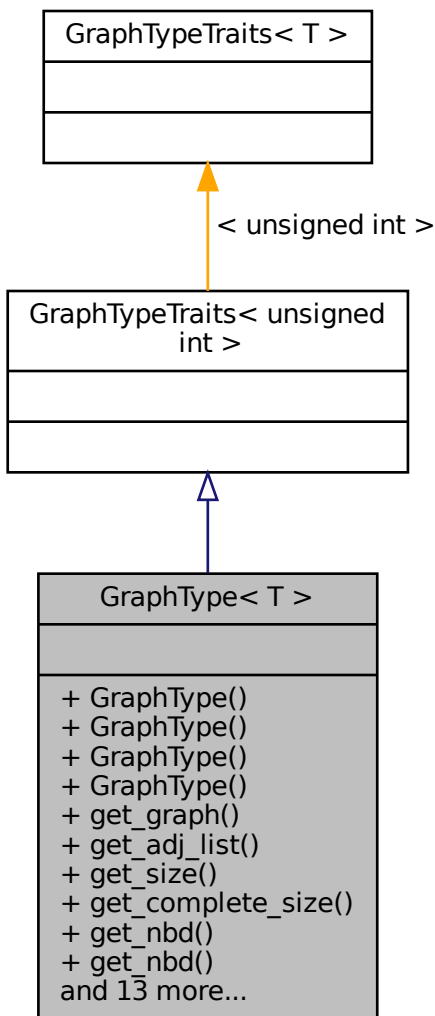 GraphTypeTraits< T >
< unsigned int >
GraphTypeTraits< unsigned
int >
GraphType< T >
+ GraphType()
+ GraphType()
+ GraphType()
+ GraphType()
+ get_graph()
+ get_adj_list()
+ get_size()
+ get_complete_size()
+ get_nbd()
+ get_nbd()
and 13 more...